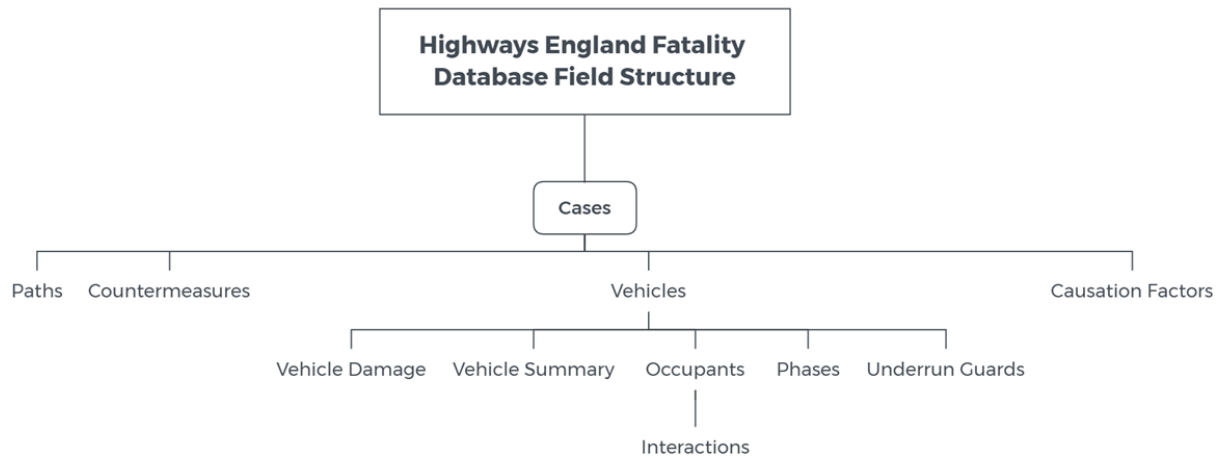 Highways England Fatality
Database Field Structure
Cases
Paths
Countermeasures
Vehicles
Causation Factors
Vehicle Damage
Vehicle Summary
Occupants
Phases
Underrun Guards
Interactions